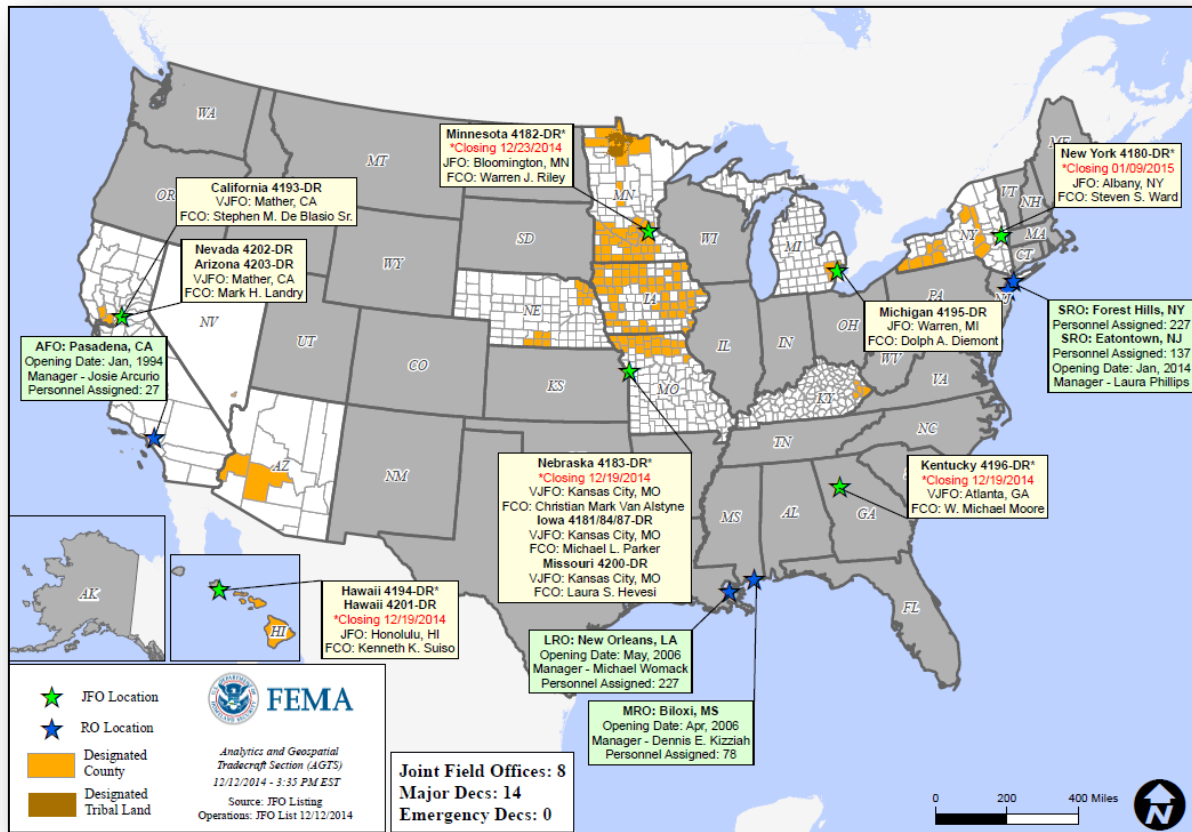 WA
OR
MT
SD
WY
NE
MN
WI
MI
IA
NV
UT
CO
KS
MO
IL
IN
OH
KY
WV
VA
PA
NY
VT
NH
ME
MA
CT
NJ
TN
NC
MS
AL
GA
FL
AZ
NM
AK
HI
Minnesota 4182-DR*
*Closing 12/23/2014
JFO: Bloomington, MN
FCO: Warren J. Riley
New York 4180-DR*
*Closing 01/09/2015
JFO: Albany, NY
FCO: Steven S. Ward
California 4193-DR
VJFO: Mather, CA
FCO: Stephen M. De Blasio Sr.
Nevada 4202-DR
Arizona 4203-DR
VJFO: Mather, CA
FCO: Mark H. Landry
AFO: Pasadena, CA
Opening Date: Jan, 1994
Manager - Josie Arcurio
Personnel Assigned: 27
Michigan 4195-DR
JFO: Warren, MI
FCO: Dolph A. Diemont
SRO: Forest Hills, NY
Personnel Assigned: 227
SRO: Eatontown, NJ
Personnel Assigned: 137
Opening Date: Jan, 2014
Manager - Laura Phillips
Nebraska 4183-DR*
*Closing 12/19/2014
VJFO: Kansas City, MO
FCO: Christian Mark Van Alstyne
Iowa 4181/84/87-DR
VJFO: Kansas City, MO
FCO: Michael L. Parker
Missouri 4200-DR
VJFO: Kansas City, MO
FCO: Laura S. Hevesi
Kentucky 4196-DR*
*Closing 12/19/2014
VJFO: Atlanta, GA
FCO: W. Michael Moore
Hawaii 4194-DR*
Hawaii 4201-DR
*Closing 12/19/2014
JFO: Honolulu, HI
FCO: Kenneth K. Suiso
LRO: New Orleans, LA
Opening Date: May, 2006
Manager - Michael Womack
Personnel Assigned: 227
MRO: Biloxi, MS
Opening Date: Apr, 2006
Manager - Dennis E. Kizziah
Personnel Assigned: 78
JFO Location
RO Location
Designated
County
Designated
Tribal Land
FEMA
Analytics and Geospatial
Tradecraft Section (AGTS)
12/12/2014 - 3:35 PM EST
Source: JFO Listing
Operations: JFO List 12/12/2014
Joint Field Offices: 8
Major Decs: 14
Emergency Decs: 0
0 200 400 Miles
N